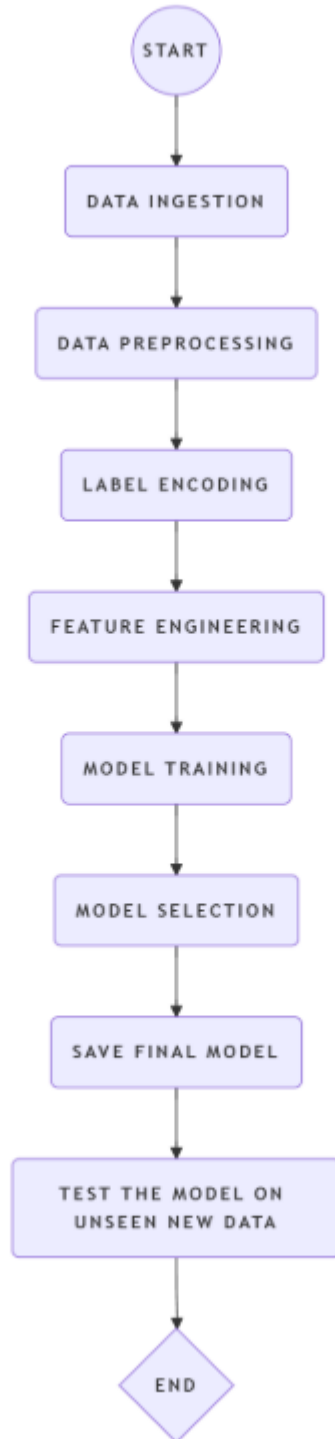 START
DATA INGESTION
DATA PREPROCESSING
LABEL ENCODING
FEATURE ENGINEERING
MODEL TRAINING
MODEL SELECTION
SAVE FINAL MODEL
TEST THE MODEL ON
UNSEEN NEW DATA
END